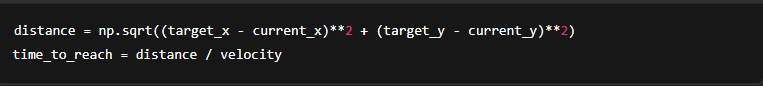 distance = np.sqrt((target_x - current_x)**2 + (target_y - current_y)**2)
time_to_reach = distance / velocity